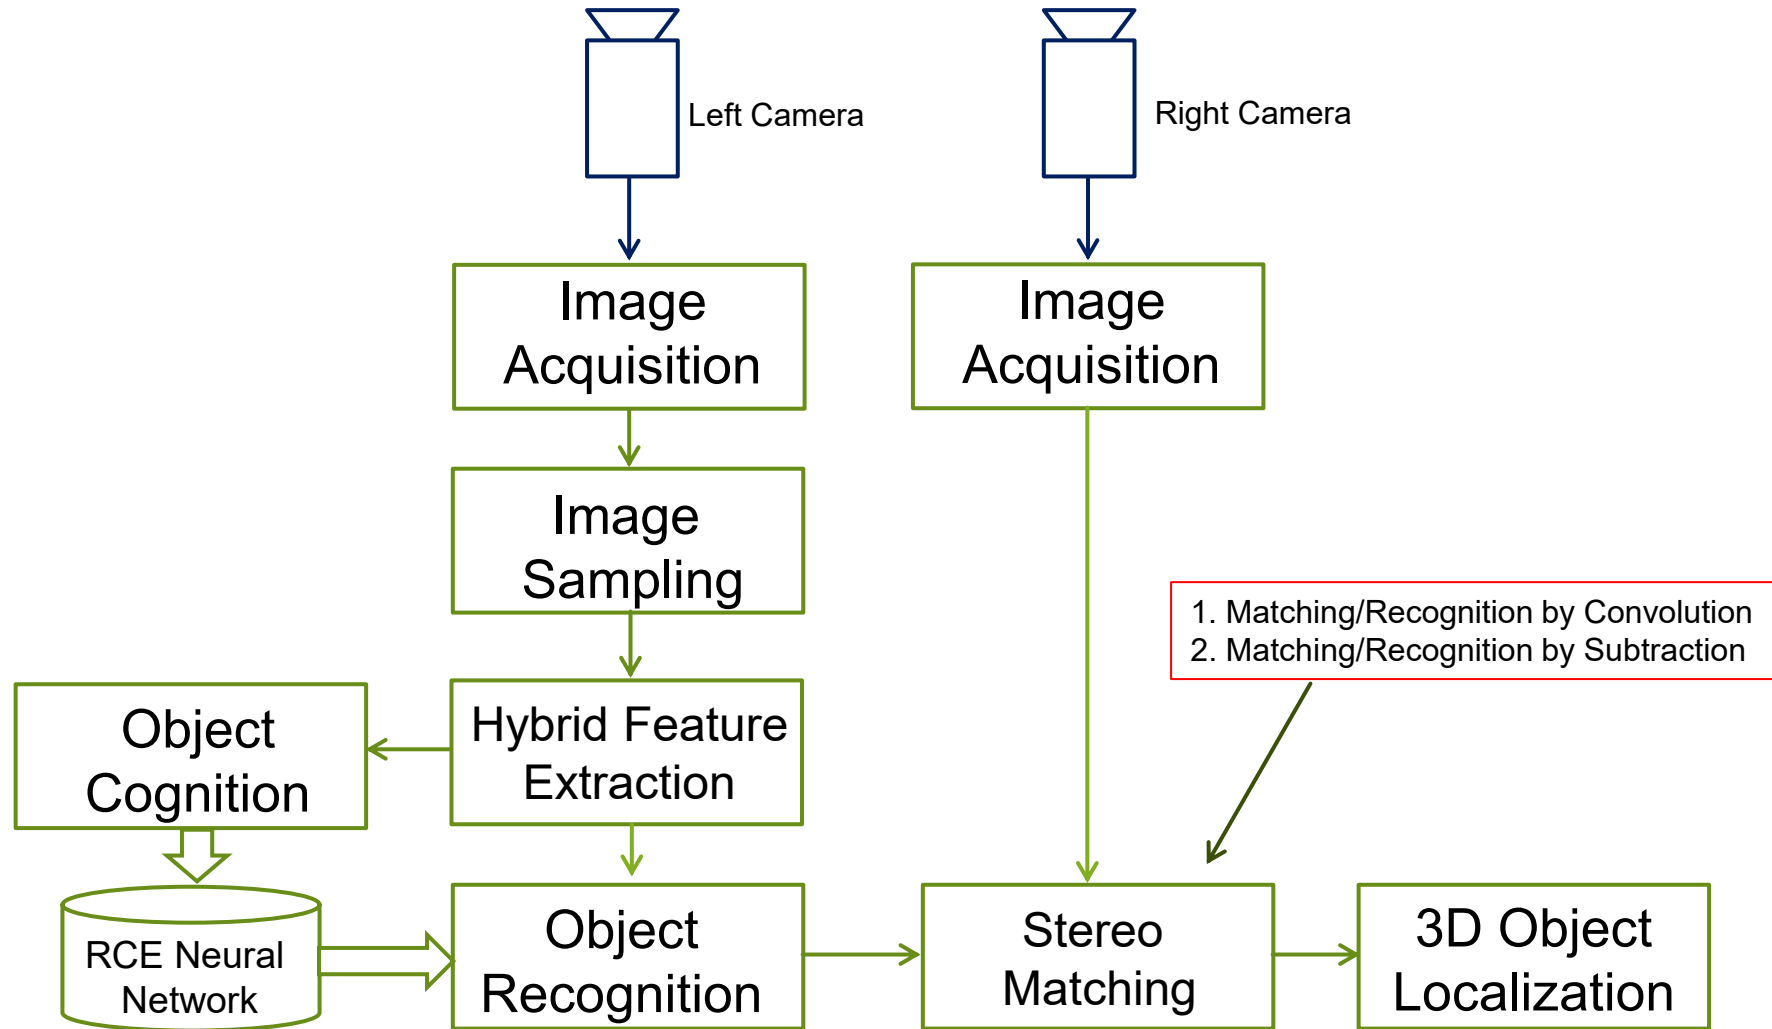 Left Camera
Right Camera
Image
Acquisition
Image
Acquisition
Image
Sampling
1. Matching/Recognition by Convolution
2. Matching/Recognition by Subtraction
Object
Cognition
Hybrid Feature
Extraction
RCE Neural
Network
Object
Recognition
Stereo
Matching
3D Object
Localization